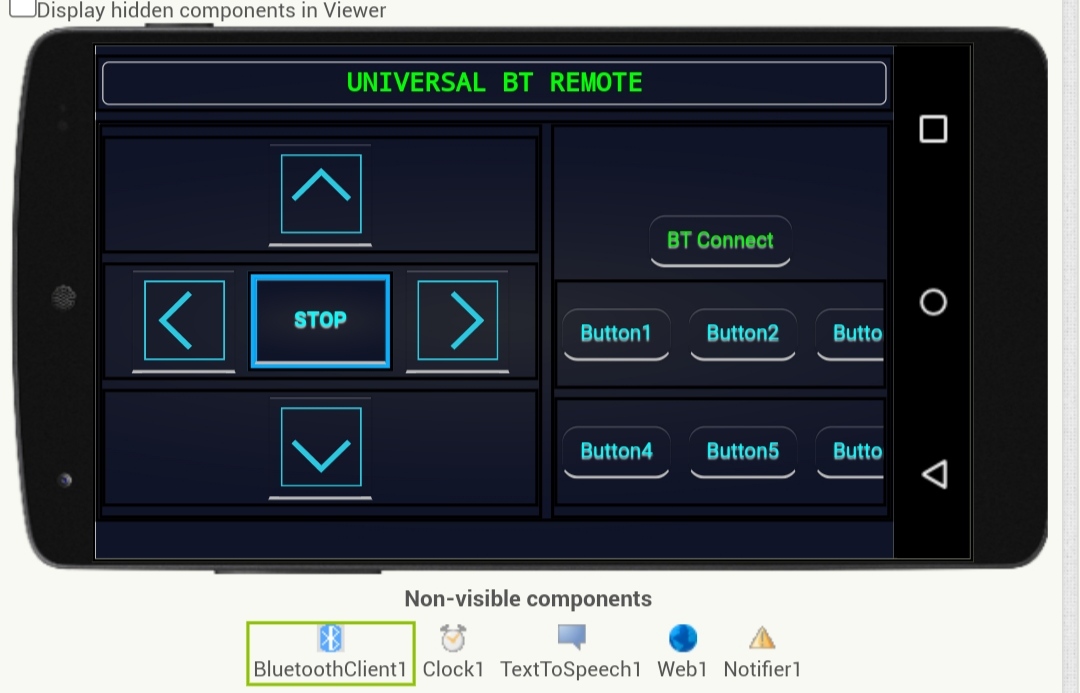 Display hidden components in Viewer
UNIVERSAL BT REMOTE
BT Connect
STOP
Button1 Button2 Butto
Button4 Button5 Butto
Non-visible components
BluetoothClient1 Clock1 TextToSpeech1 Web1 Notifier1